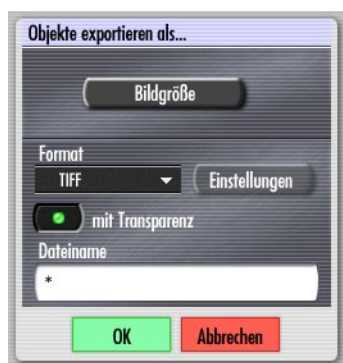 Objekte exportieren als...
Bildgröße
Format
TIFF
Einstellungen
mit Transparenz
Dateiname
*
OK
Abbrechen